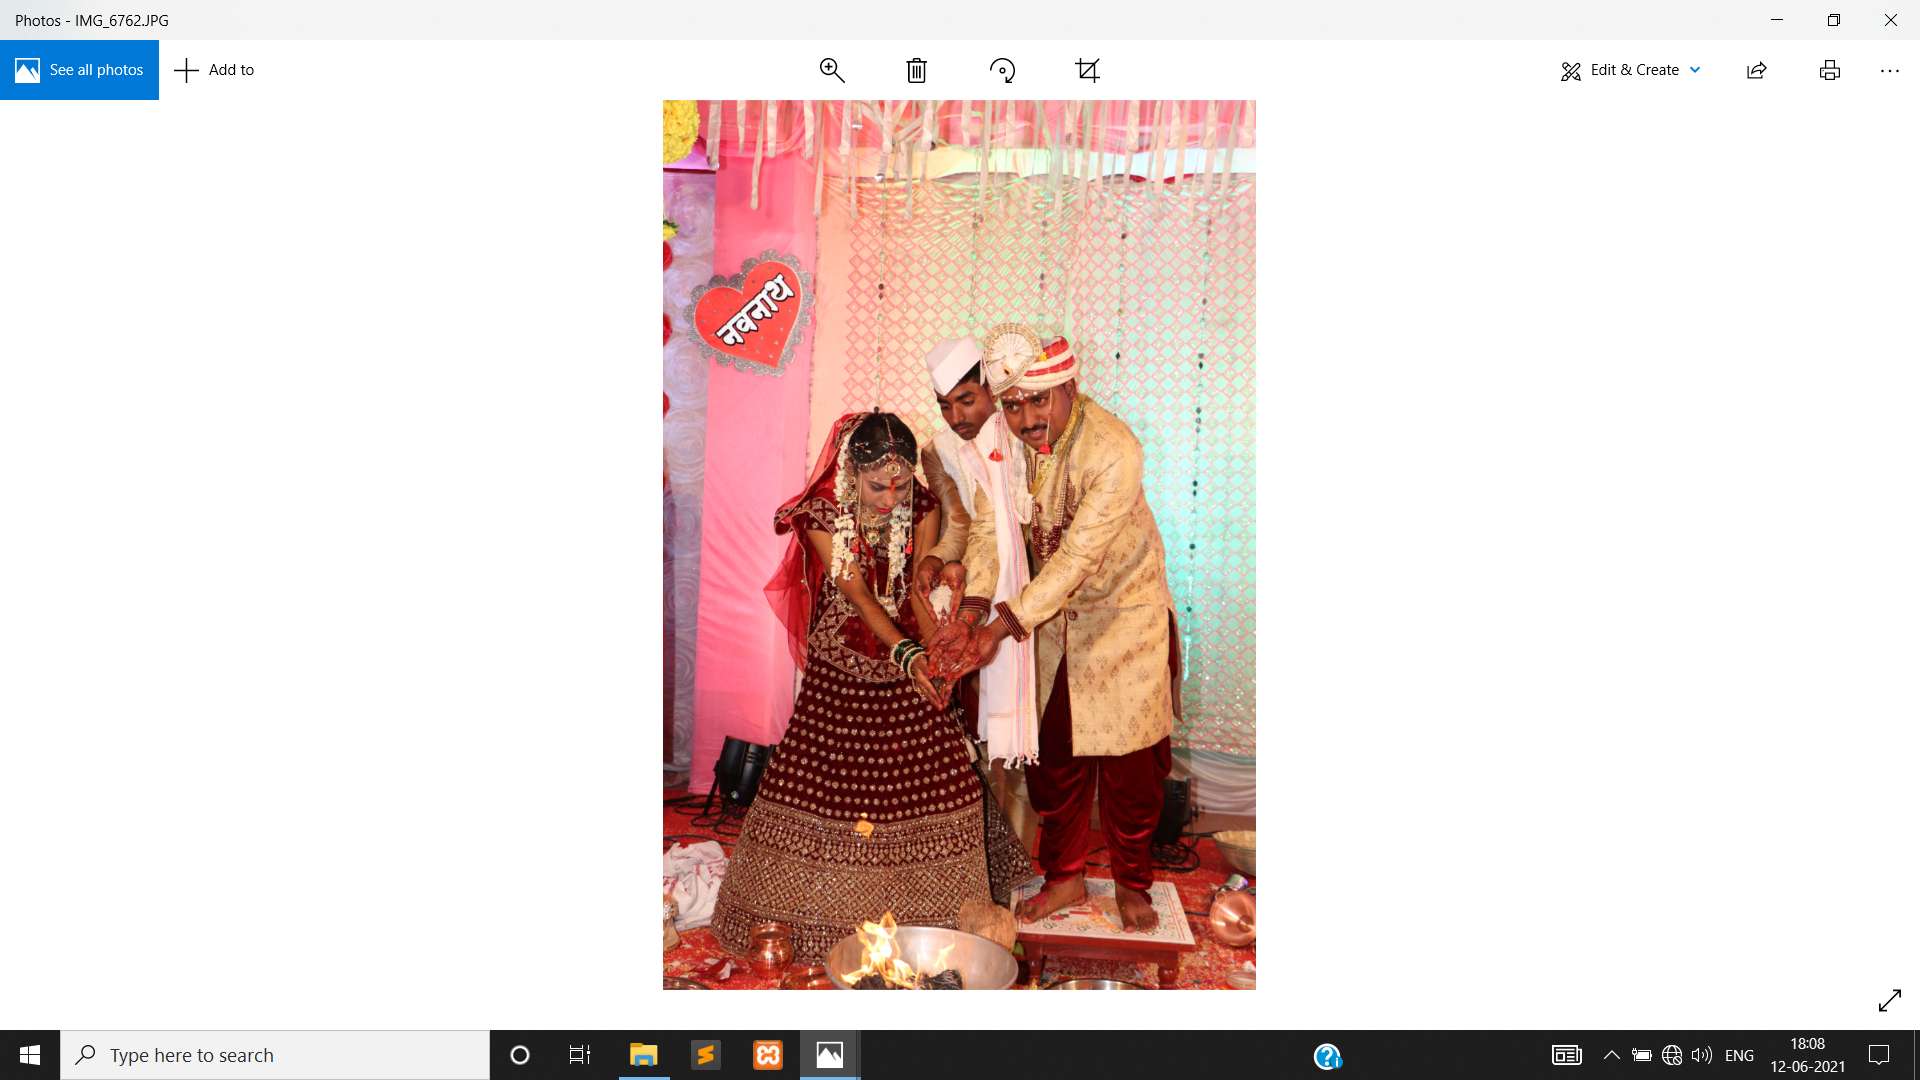 Photos - IMG_6762.JPG
See all photos
Add to
Edit & Create
नवनाथ
Type here to search
ENG
18:08
12-06-2021